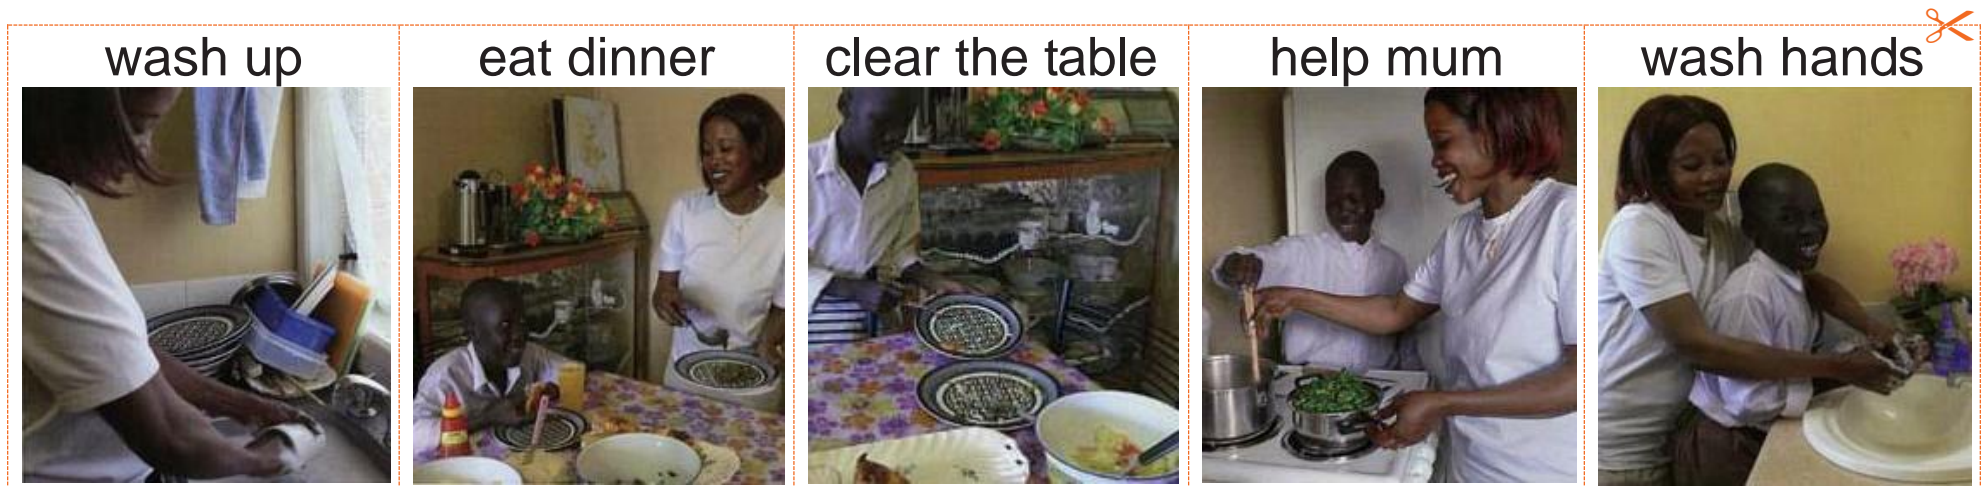 wash up
eat dinner
clear the table
help mum
wash hands